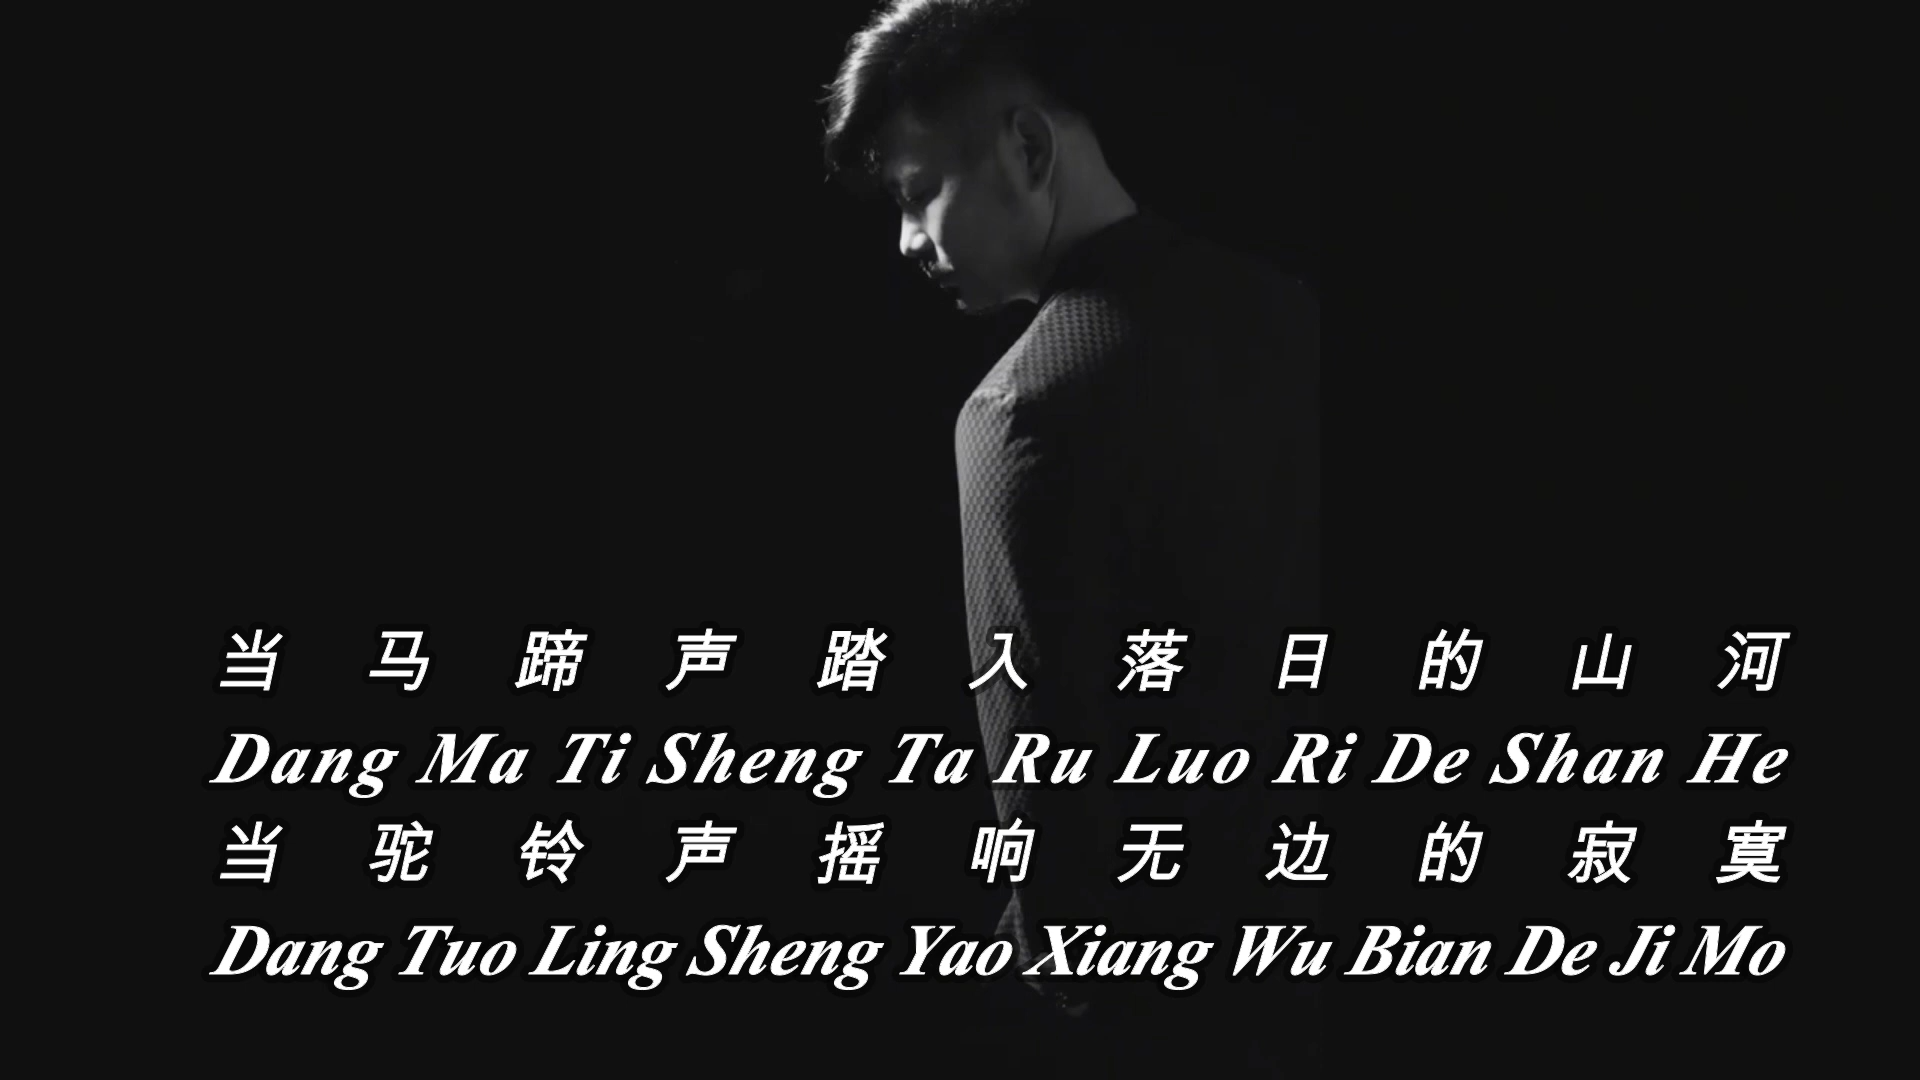 当马蹄声踏入落日的山河
Dang Ma Ti Sheng Ta Ru Luo Ri De Shan He
当驼铃声摇响无边的寂寞
Dang Tuo Ling Sheng Yao Xiang Wu Bian De Ji Mo